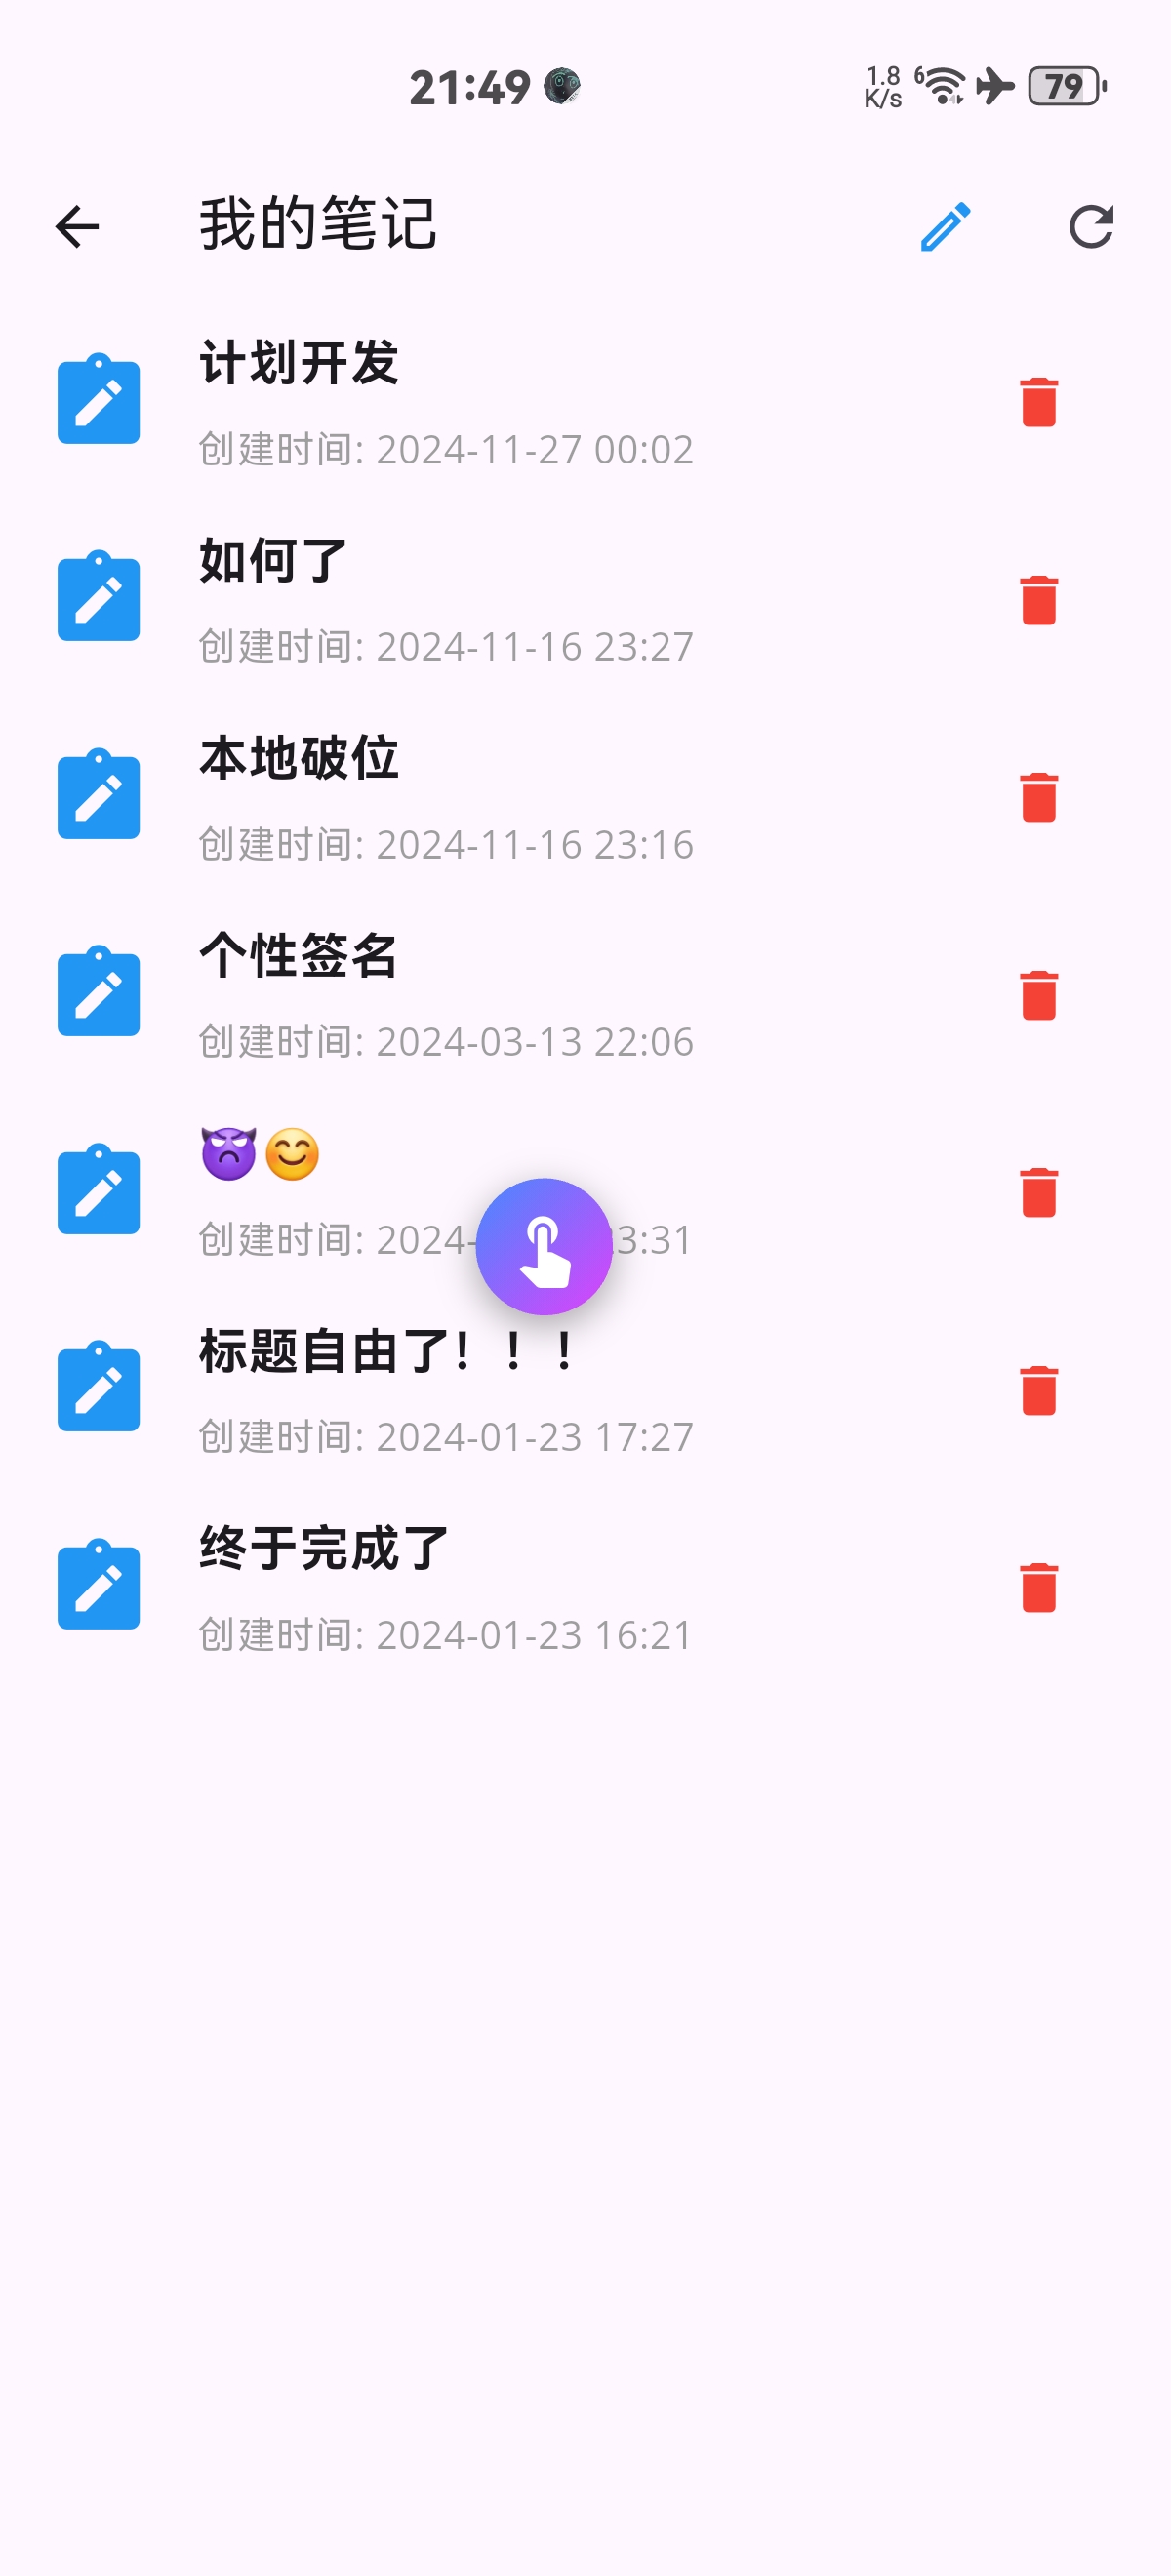 21:49
1.8
K/s
6
79
我的笔记
计划开发
创建时间: 2024-11-27 00:02
如何了
创建时间: 2024-11-16 23:27
本地破位
创建时间: 2024-11-16 23:16
个性签名
创建时间: 2024-03-13 22:06
👿😊
创建时间: 2024- 3:31
标题自由了！！！
创建时间: 2024-01-23 17:27
终于完成了
创建时间: 2024-01-23 16:21